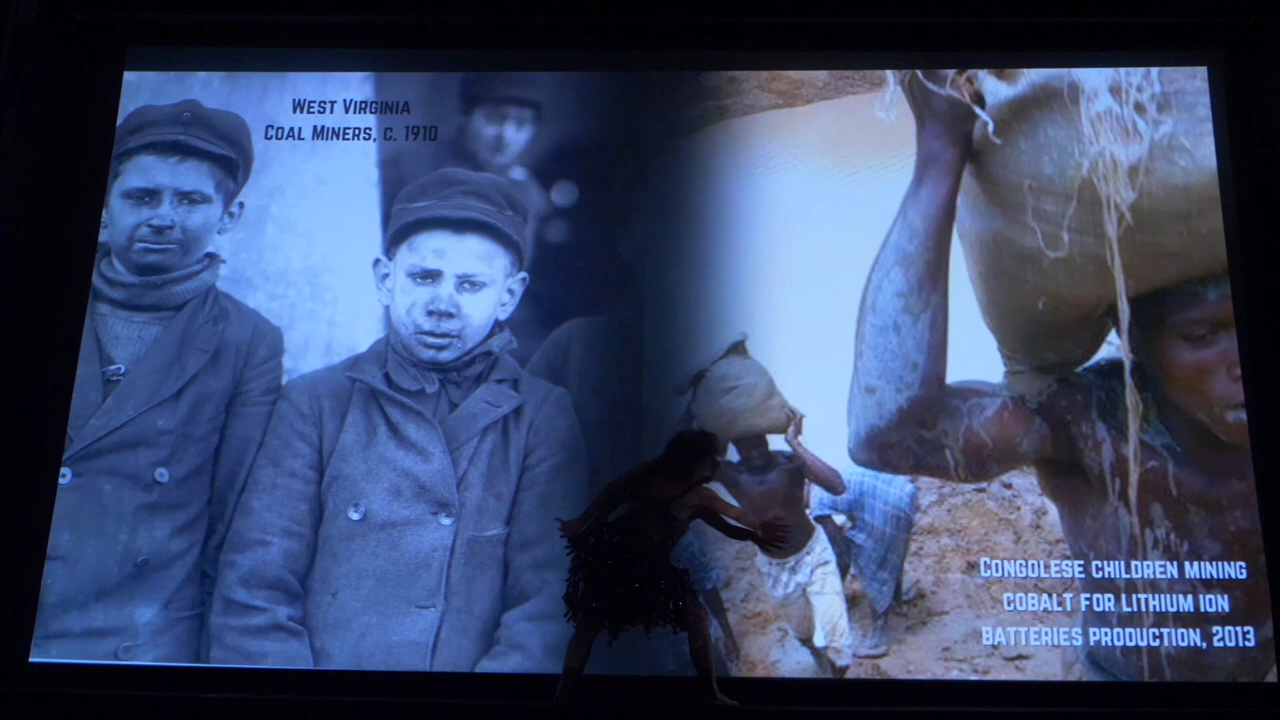 West Virginia
Coal Miners, c. 1910
Congolese children mining
cobalt for lithium ion
batteries production, 2013